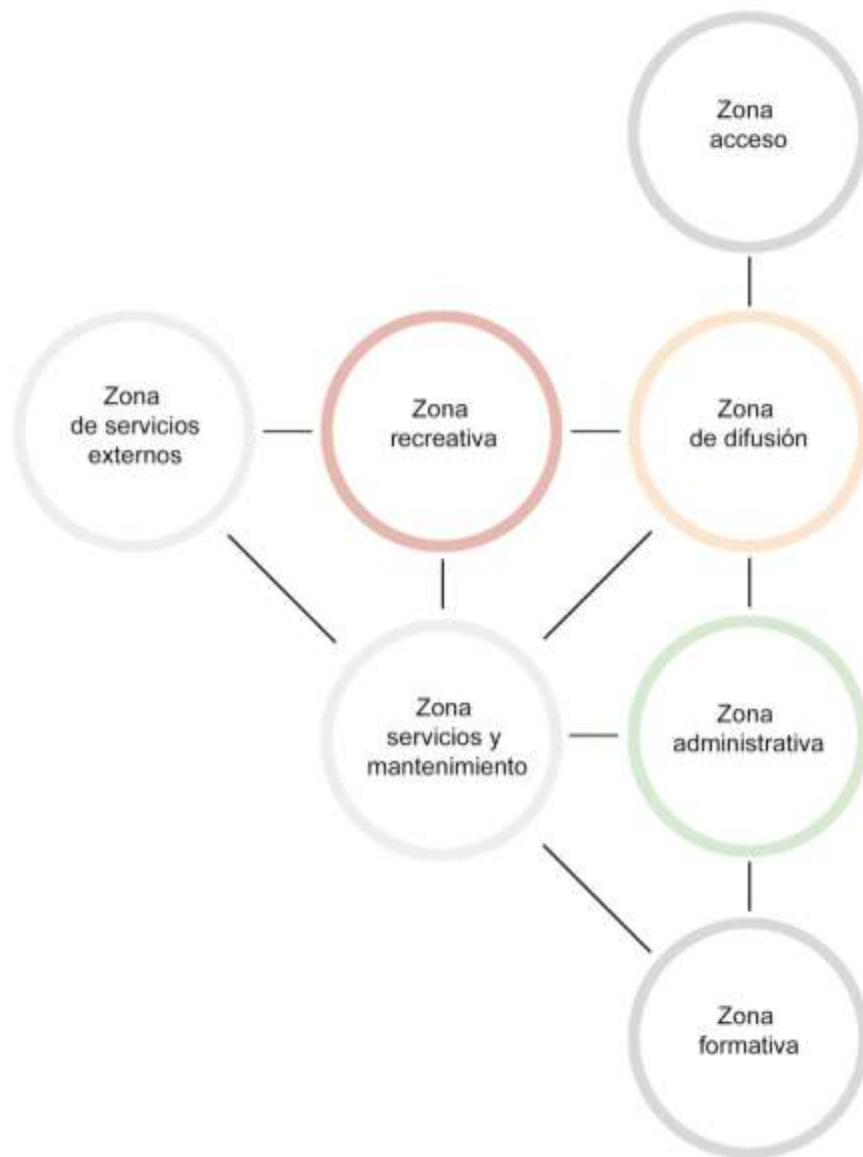 Zona
acceso
Zona
de servicios
externos
Zona
recreativa
Zona
de difusión
Zona
servicios y
mantenimiento
Zona
administrativa
Zona
formativa